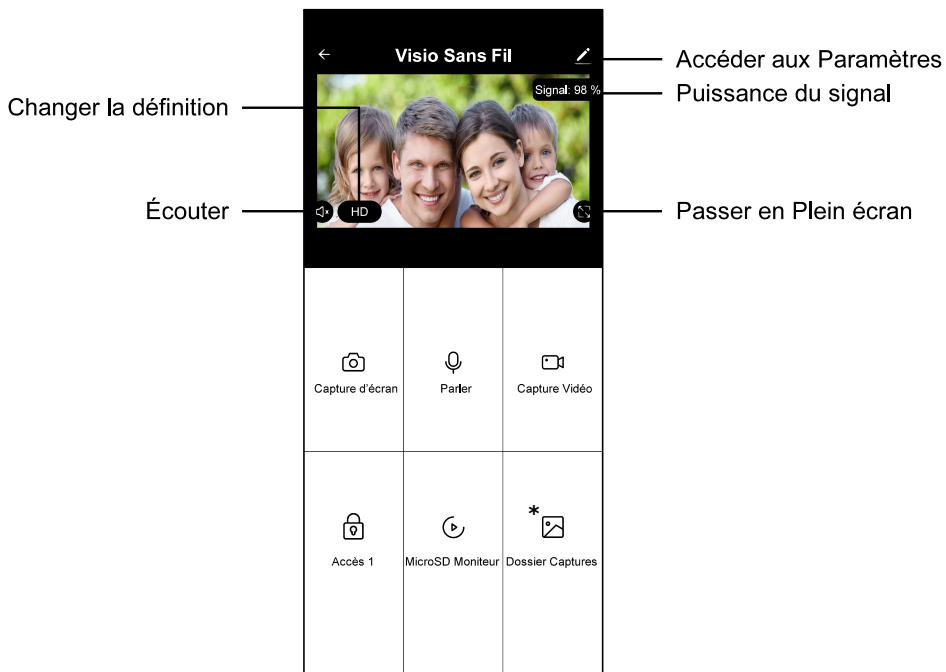 Visio Sans Fil
Accéder aux Paramètres
Signal: 98 %
Puissance du signal
Changer la définition
Écouter
HD
Passer en Plein écran
Capture d'écran
Parler
Capture Vidéo
*
Accès 1
MicroSD Moniteur
Dossier Captures